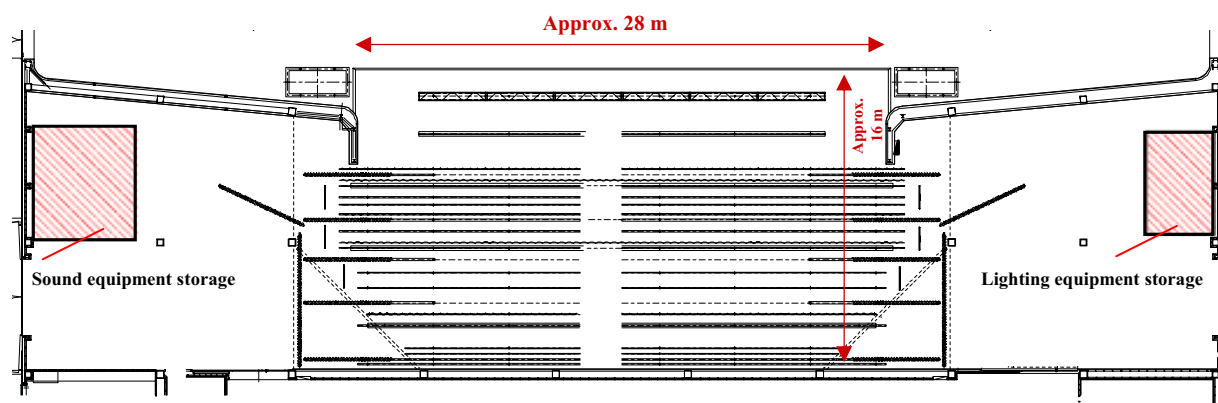 Approx. 28 m
Approx.
16 m
Sound equipment storage
Lighting equipment storage